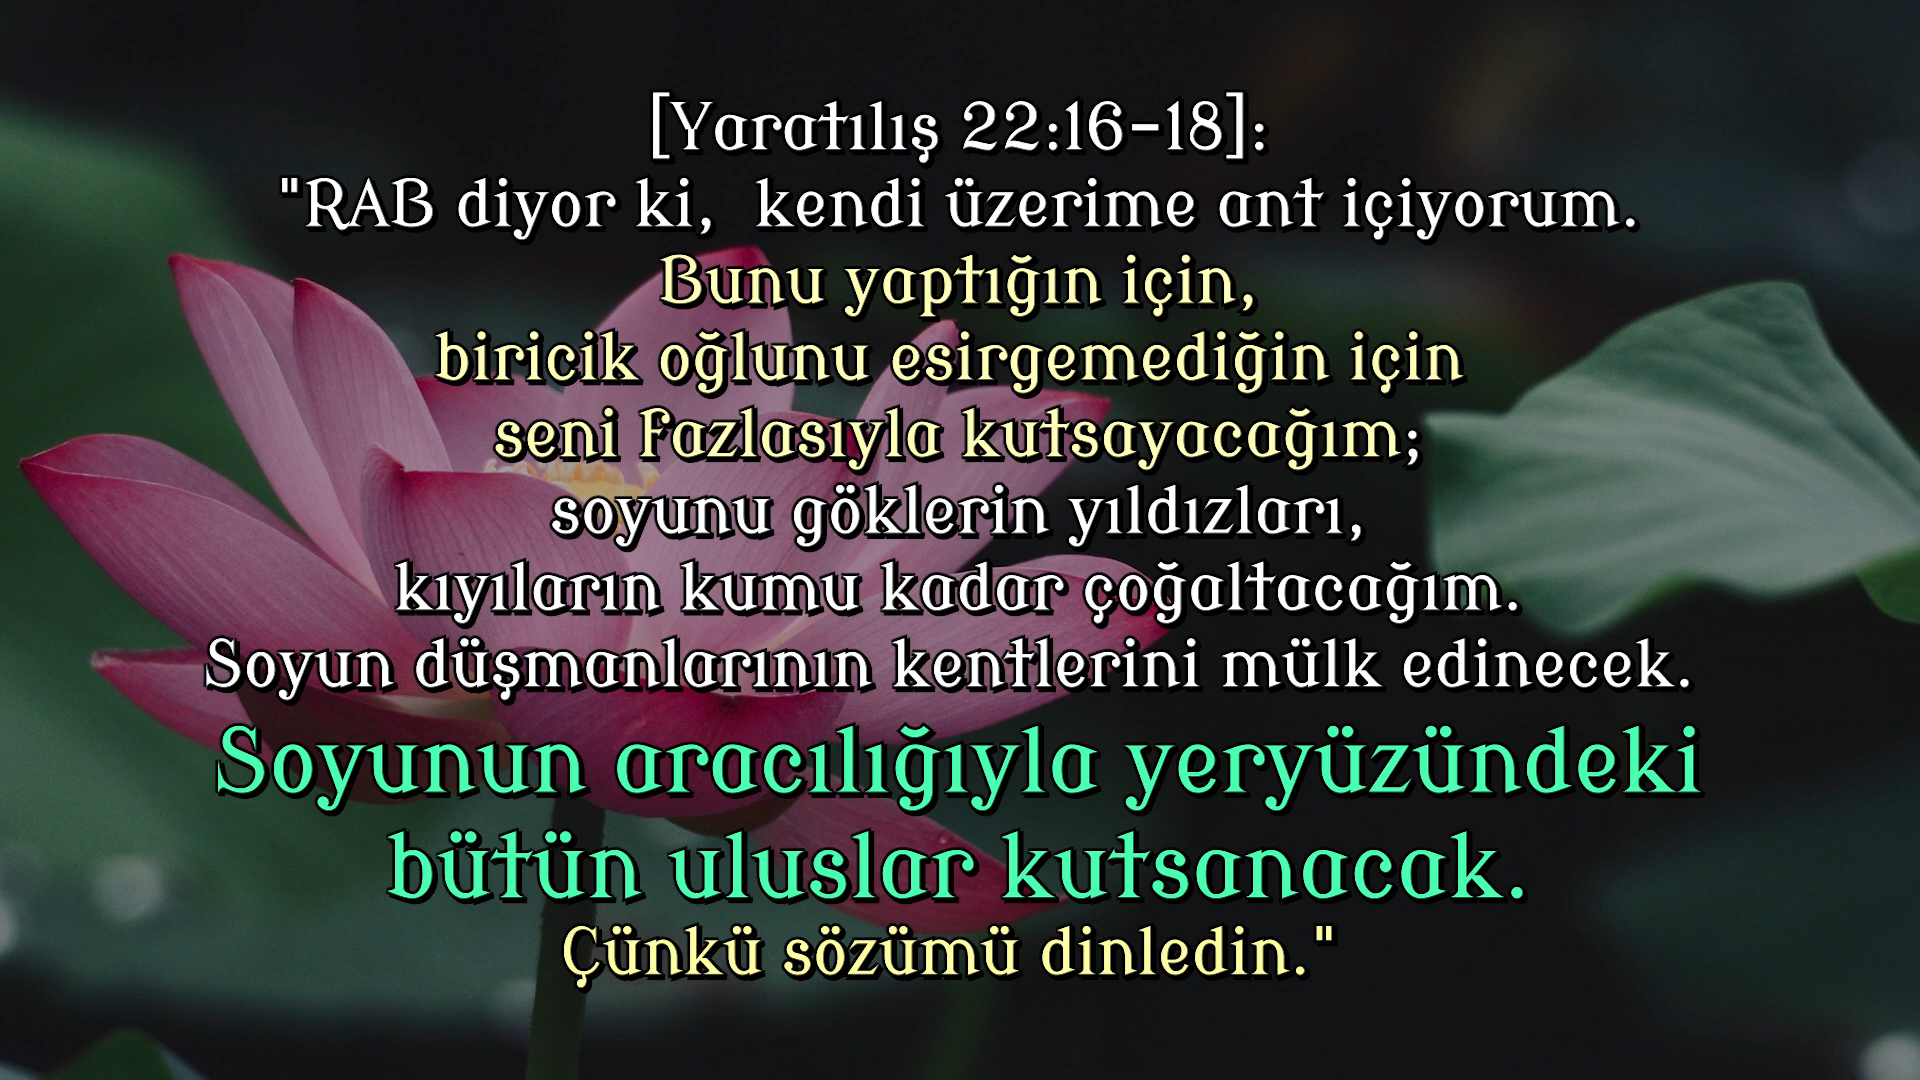 [Yaratılış 22:16-18]:
"RAB diyor ki,  kendi üzerime ant içiyorum.
Bunu yaptığın için,
biricik oğlunu esirgemediğin için
seni fazlasıyla kutsayacağım;
soyunu göklerin yıldızları,
kıyıların kumu kadar çoğaltacağım.
Soyun düşmanlarının kentlerini mülk edinecek.
Soyunun aracılığıyla yeryüzündeki
bütün uluslar kutsanacak.
Çünkü sözümü dinledin."